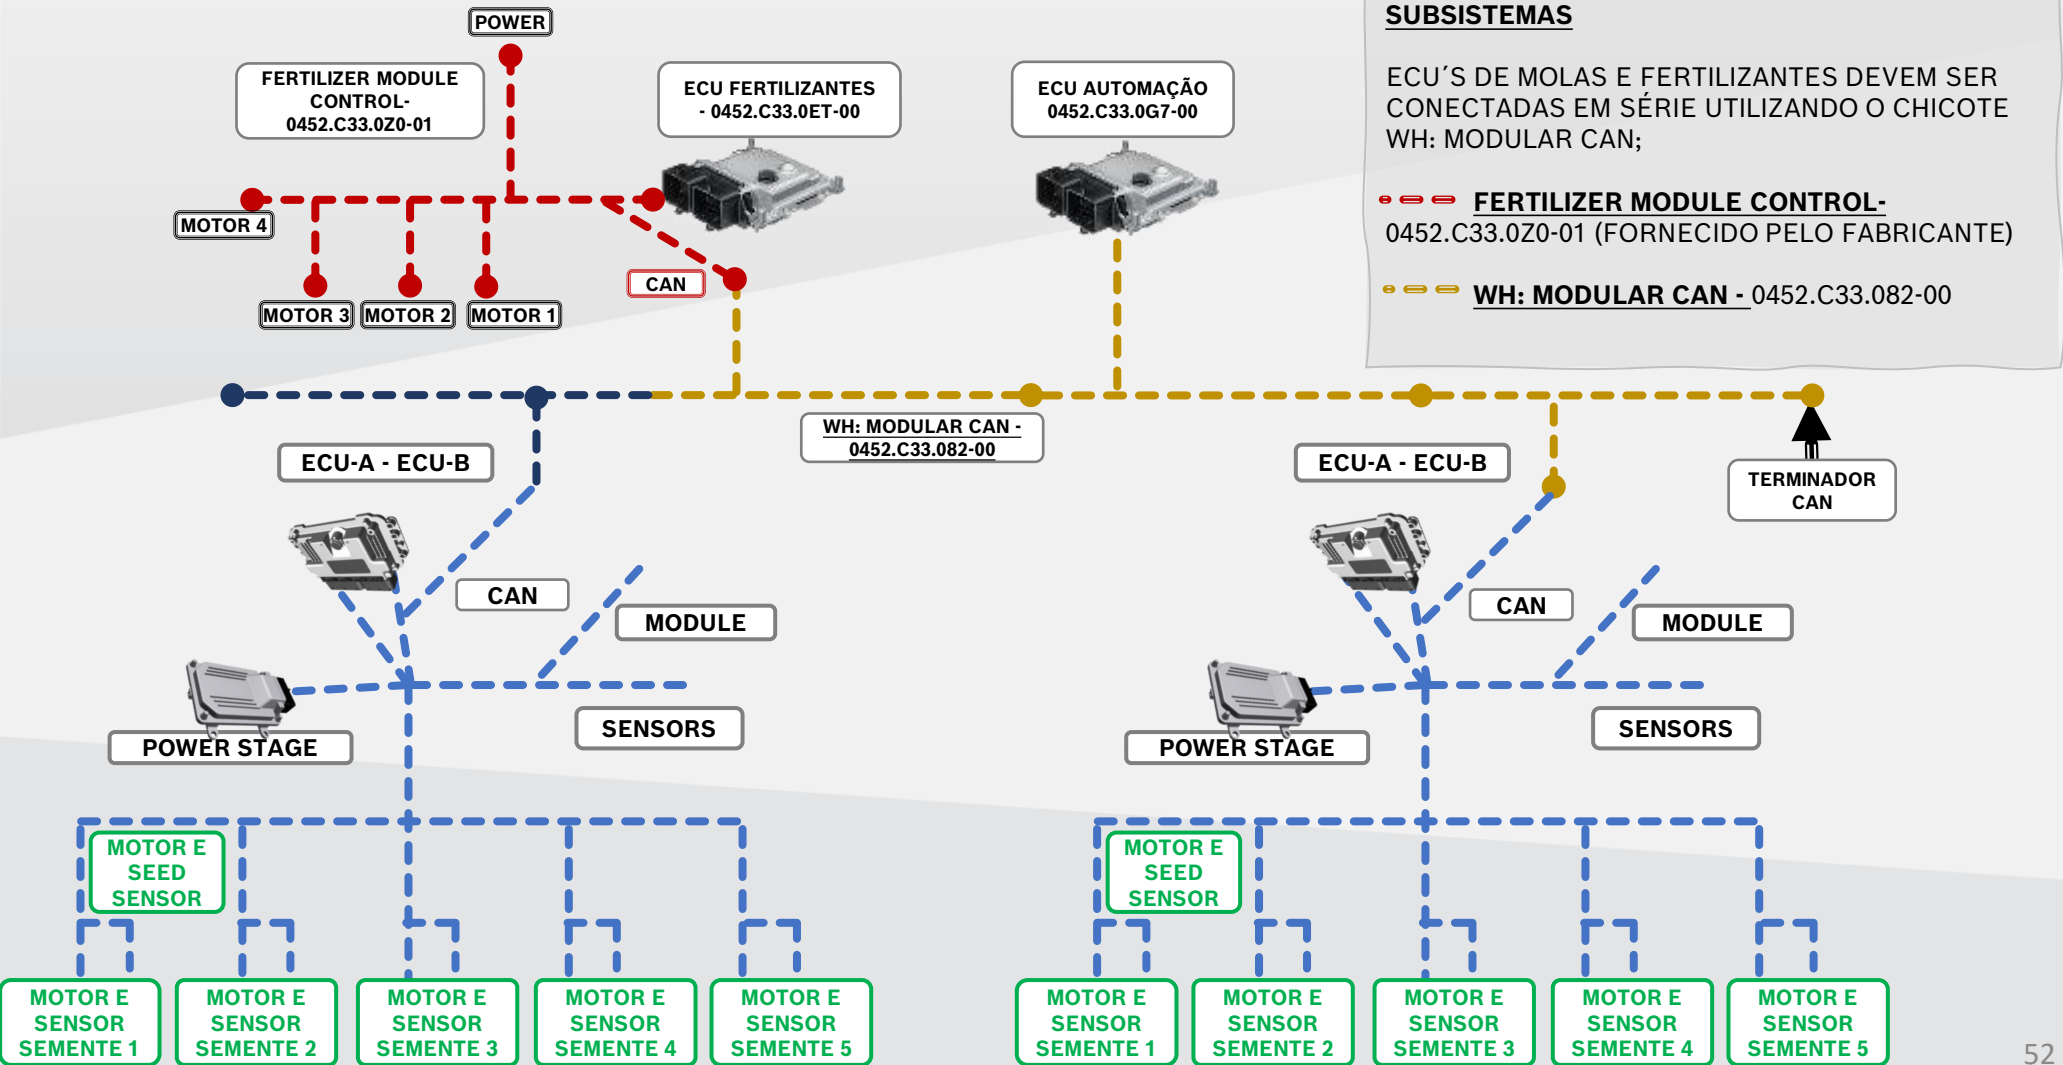 POWER
FERTILIZER MODULE
CONTROL-
0452.C33.0Z0-01
ECU FERTILIZANTES
- 0452.C33.0ET-00
ECU AUTOMAÇÃO
0452.C33.0G7-00
SUBSISTEMAS
ECU´S DE MOLAS E FERTILIZANTES DEVEM SER
CONECTADAS EM SÉRIE UTILIZANDO O CHICOTE
WH: MODULAR CAN;
FERTILIZER MODULE CONTROL-
0452.C33.0Z0-01 (FORNECIDO PELO FABRICANTE)
WH: MODULAR CAN - 0452.C33.082-00
MOTOR 4
CAN
MOTOR 3
MOTOR 2
MOTOR 1
WH: MODULAR CAN -
0452.C33.082-00
ECU-A - ECU-B
ECU-A - ECU-B
TERMINADOR
CAN
CAN
MODULE
CAN
MODULE
SENSORS
POWER STAGE
SENSORS
POWER STAGE
MOTOR E
SEED
SENSOR
MOTOR E
SEED
SENSOR
MOTOR E
SENSOR
SEMENTE 1
MOTOR E
SENSOR
SEMENTE 2
MOTOR E
SENSOR
SEMENTE 3
MOTOR E
SENSOR
SEMENTE 4
MOTOR E
SENSOR
SEMENTE 5
MOTOR E
SENSOR
SEMENTE 1
MOTOR E
SENSOR
SEMENTE 2
MOTOR E
SENSOR
SEMENTE 3
MOTOR E
SENSOR
SEMENTE 4
MOTOR E
SENSOR
SEMENTE 5
52